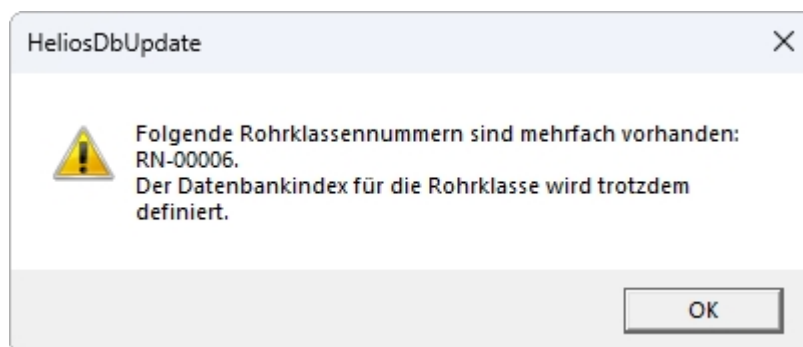 HeliosDbUpdate
Folgende Rohrklassennummern sind mehrfach vorhanden:
RN-00006.
Der Datenbankindex für die Rohrklasse wird trotzdem
definiert.
OK